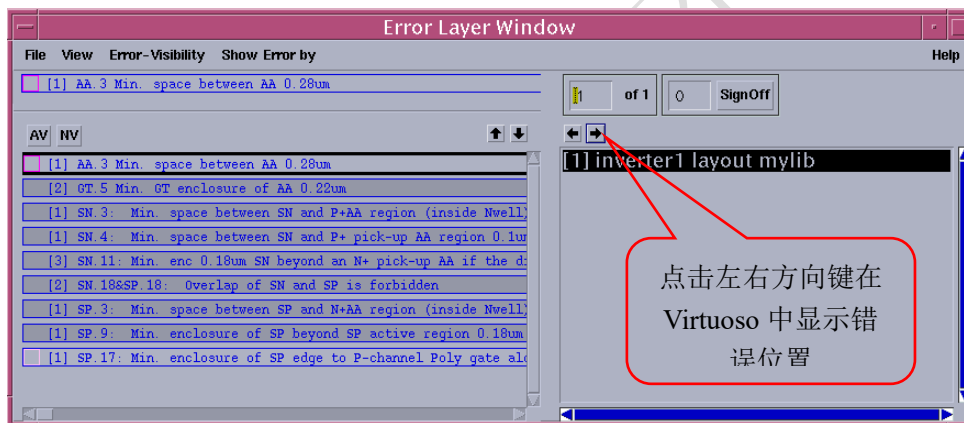 Error Layer Window
File View Error-Visibility Show Error by Help
[1] AA.3 Min. space between AA 0.28um
1 of 1 0 SignOff
AV NV
[1] AA.3 Min. space between AA 0.28um
[2] GT.5 Min. GT enclosure of AA 0.22um
[1] SN.3: Min. space between SN and P+AA region (inside Nwell)
[1] SN.4: Min. space between SN and P+ pick-up AA region 0.1um
[3] SN.11: Min. enc 0.18um SN beyond an N+ pick-up AA if the d
[2] SN.18&SP.18: Overlap of SN and SP is forbidden
[1] SP.3: Min. space between SP and N+AA region (inside Nwell)
[1] SP.9: Min. enclosure of SP beyond SP active region 0.18um
[1] SP.17: Min. enclosure of SP edge to P-channel Poly gate alo
[1] inverter1 layout mylib
点击左右方向键在
Virtuoso 中显示错
误位置